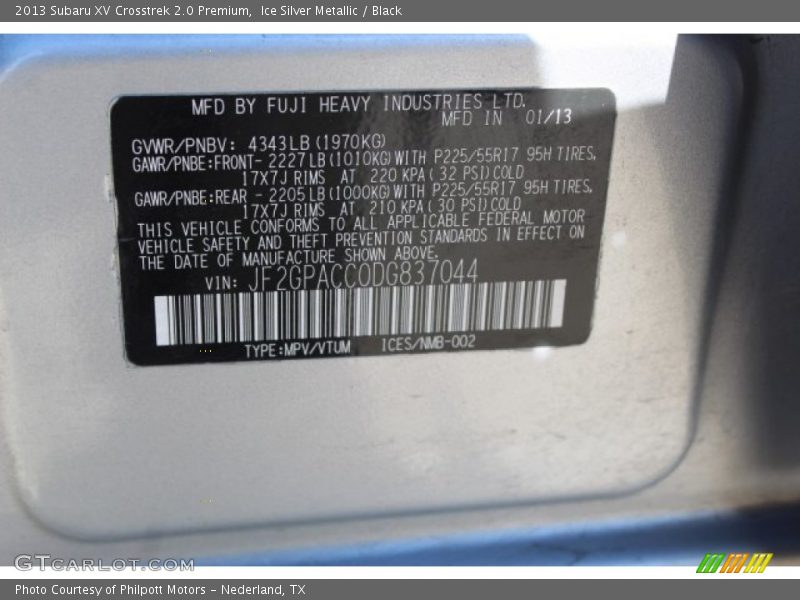 2013 Subaru XV Crosstrek 2.0 Premium,  Ice Silver Metallic / Black
MFD BY FUJI HEAVY INDUSTRIES LTD.
MFD IN 01/13
GVWR/PNBV: 4343LB (1970KG)
GAWR/PNBE:FRONT- 2227LB (1010KG) WITH P225/55R17 95H TIRES,
17X7J RIMS AT 220 KPA ( 32 PSI) COLD
GAWR/PNBE:REAR - 2205LB (1000KG) WITH P225/55R17 95H TIRES,
17X7J RIMS AT 210 KPA ( 30 PSI) COLD
THIS VEHICLE CONFORMS TO ALL APPLICABLE FEDERAL MOTOR
VEHICLE SAFETY AND THEFT PREVENTION STANDARDS IN EFFECT ON
THE DATE OF MANUFACTURE SHOWN ABOVE.
VIN: JF2GPACC0DG837044
TYPE:MPV/VTUM ICES/NMB-002
GTCARLOT.COM
Photo Courtesy of Philpott Motors - Nederland, TX